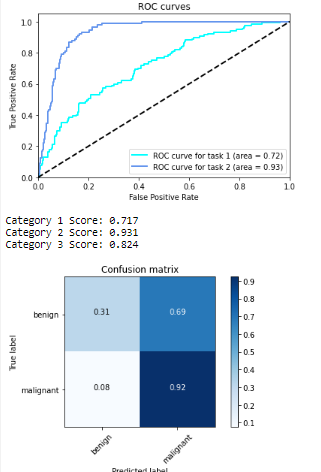 ROC curves
1.0
0.8
0.6
0.4
0.2
0.0
True Positive Rate
ROC curve for task 1 (area = 0.72)
ROC curve for task 2 (area = 0.93)
0.0 0.2 0.4 0.6 0.8 1.0
False Positive Rate
Category 1 Score: 0.717
Category 2 Score: 0.931
Category 3 Score: 0.824
Confusion matrix
True label
benign 0.31 0.69
malignant 0.08 0.92
benign malignant
Predicted label
0.9
0.8
0.7
0.6
0.5
0.4
0.3
0.2
0.1